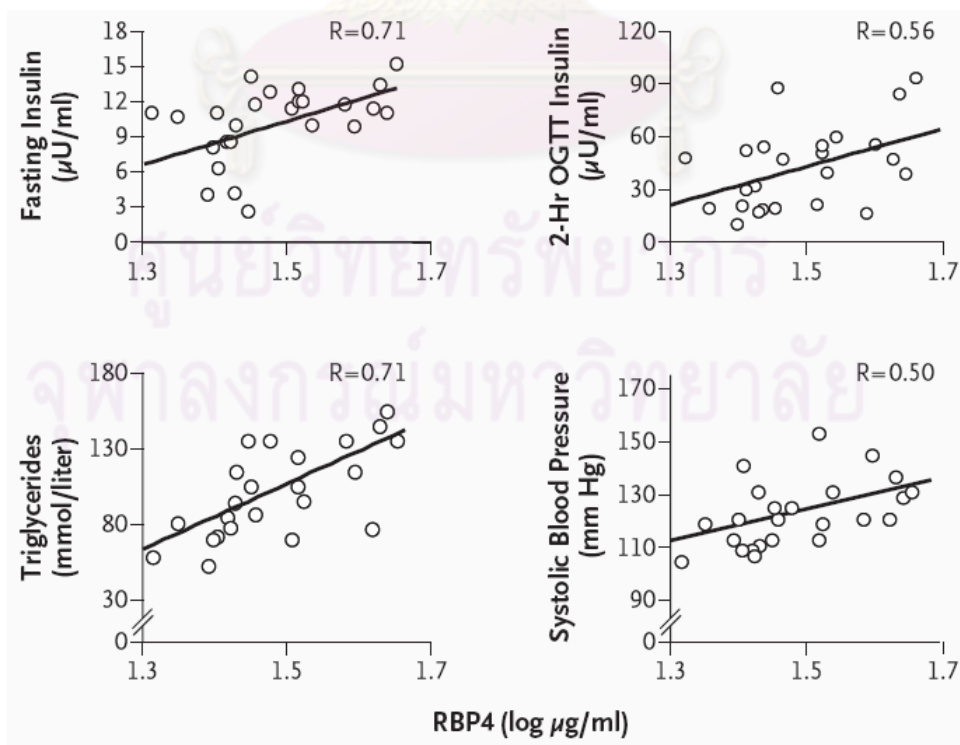 R=0.71
Fasting Insulin
(µU/ml)
18
15
12
9
6
3
0
1.3 1.5 1.7
R=0.56
2-Hr OGTT Insulin
(µU/ml)
120
90
60
30
0
1.3 1.5 1.7
ศูนย์วิทยทรัพยากร
จุฬาลงกรณ์มหาวิทยาลัย
R=0.71
Triglycerides
(mmol/liter)
180
130
80
30
0
1.3 1.5 1.7
R=0.50
Systolic Blood Pressure
(mm Hg)
170
150
130
110
90
0
1.3 1.5 1.7
RBP4 (log µg/ml)